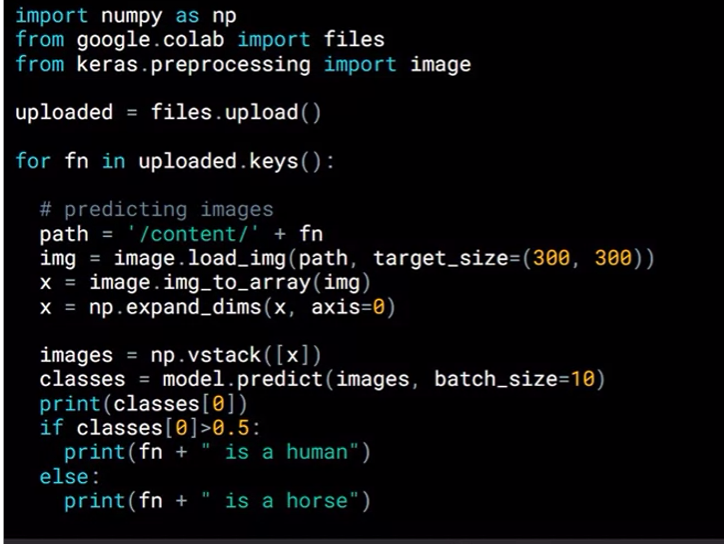 import numpy as np
from google.colab import files
from keras.preprocessing import image
uploaded = files.upload()
for fn in uploaded.keys():
# predicting images
path = '/content/' + fn
img = image.load_img(path, target_size=(300, 300))
x = image.img_to_array(img)
x = np.expand_dims(x, axis=0)
images = np.vstack([x])
classes = model.predict(images, batch_size=10)
print(classes[0])
if classes[0]>0.5:
print(fn + " is a human")
else:
print(fn + " is a horse")